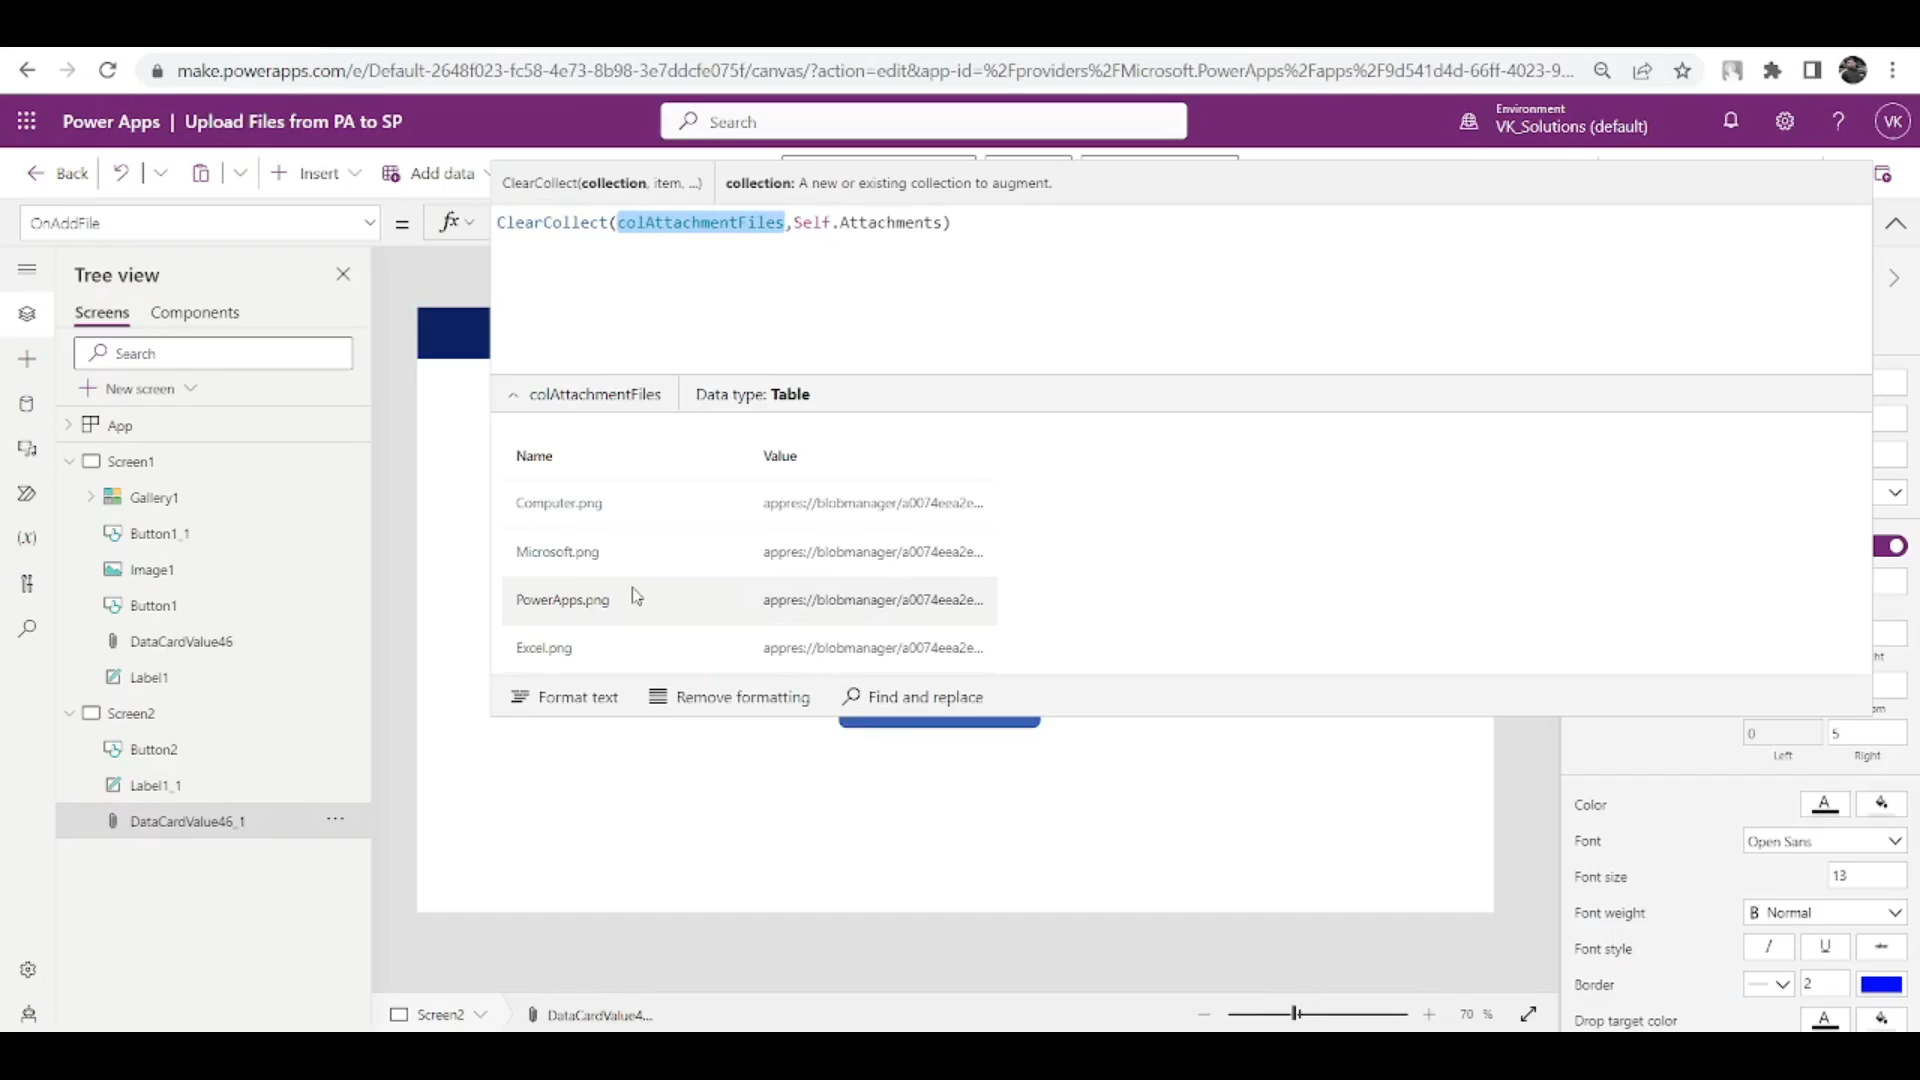 make.powerapps.com/e/Default-2648f023-fc58-4e73-8b98-3e7ddcfe075f/canvas/?action=edit&app-id=%2Fproviders%2FMicrosoft.PowerApps%2Fapps%2F9d541d4d-66ff-4023-9...
Power Apps | Upload Files from PA to SP
Search
Environment
VK_Solutions (default)
?
VK
Back
Insert
Add data
ClearCollect(collection, item, ...)
collection: A new or existing collection to augment.
OnAddFile
=
fx
ClearCollect(colAttachmentFiles,Self.Attachments)
Tree view
Screens
Components
Search
New screen
App
Screen1
Gallery1
Button1_1
Image1
Button1
DataCardValue46
Label1
Screen2
Button2
Label1_1
DataCardValue46_1
...
(x)
colAttachmentFiles
Data type: Table
Name
Value
Computer.png
appres://blobmanager/a0074eea2e...
Microsoft.png
appres://blobmanager/a0074eea2e...
PowerApps.png
appres://blobmanager/a0074eea2e...
Excel.png
appres://blobmanager/a0074eea2e...
Format text
Remove formatting
Find and replace
0
5
Left
Right
Color
A
Font
Open Sans
Font size
13
Font weight
B Normal
Font style
/
U
Border
2
Drop target color
A
Screen2
DataCardValue4...
70 %